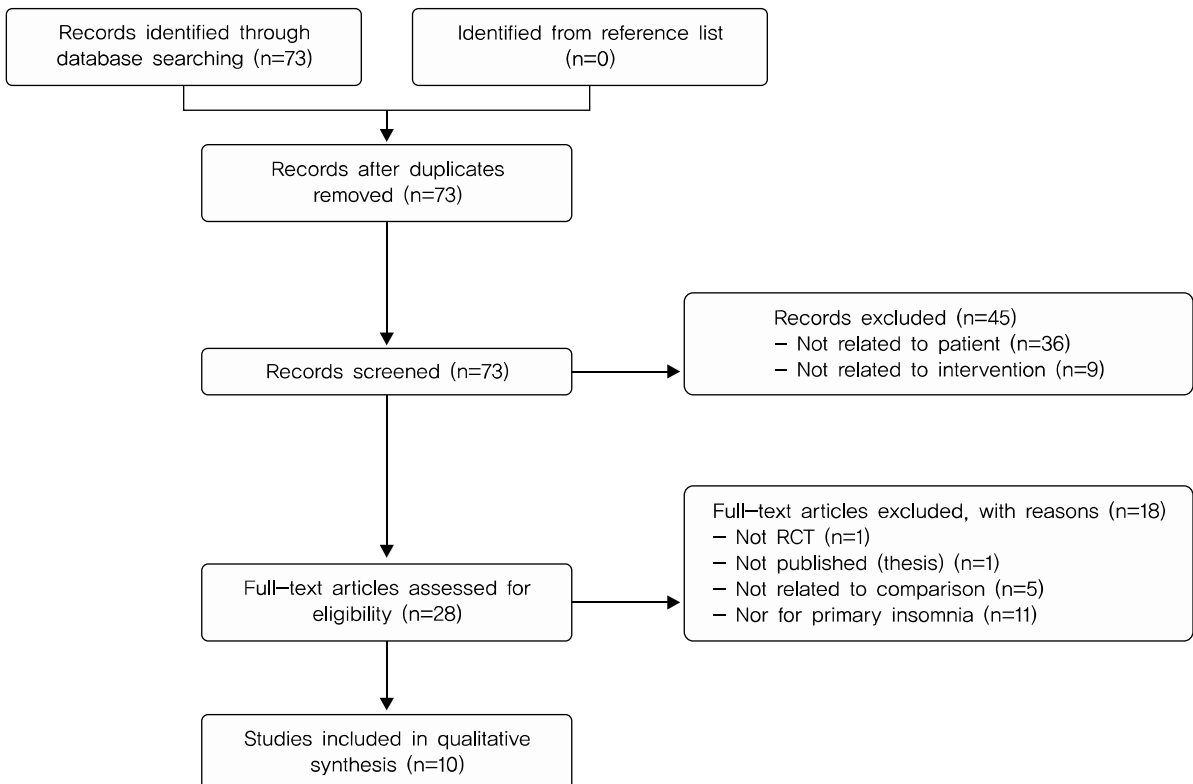 Records identified through
database searching (n=73)
Identified from reference list
(n=0)
Records after duplicates
removed (n=73)
Records screened (n=73)
Records excluded (n=45)
– Not related to patient (n=36)
– Not related to intervention (n=9)
Full-text articles assessed for
eligibility (n=28)
Full-text articles excluded, with reasons (n=18)
– Not RCT (n=1)
– Not published (thesis) (n=1)
– Not related to comparison (n=5)
– Nor for primary insomnia (n=11)
Studies included in qualitative
synthesis (n=10)